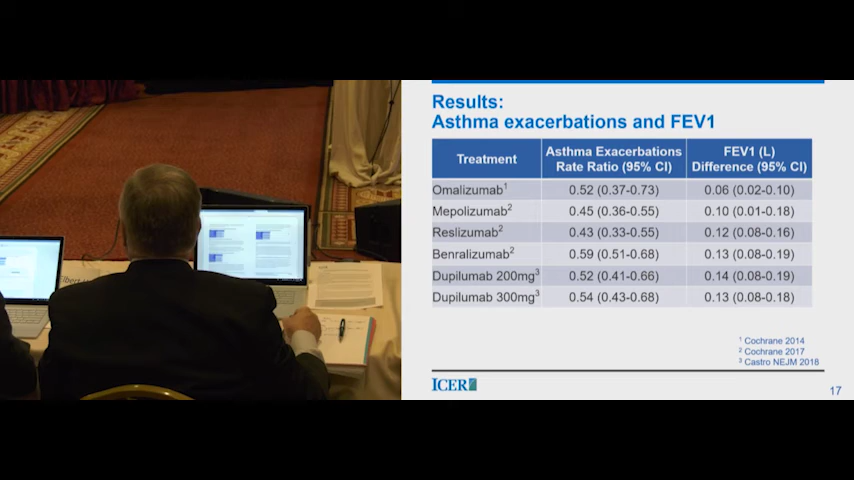 Results:
Asthma exacerbations and FEV1
Treatment
Asthma Exacerbations
Rate Ratio (95% CI)
FEV1 (L)
Difference (95% CI)
Omalizumab1 0.52 (0.37-0.73) 0.06 (0.02-0.10)
Mepolizumab2 0.45 (0.36-0.55) 0.10 (0.01-0.18)
Reslizumab2 0.43 (0.33-0.55) 0.12 (0.08-0.16)
Benralizumab2 0.59 (0.51-0.68) 0.13 (0.08-0.19)
Dupilumab 200mg3 0.52 (0.41-0.66) 0.14 (0.08-0.19)
Dupilumab 300mg3 0.54 (0.43-0.68) 0.13 (0.08-0.18)
1 Cochrane 2014
2 Cochrane 2017
3 Castro NEJM 2018
ICER
17